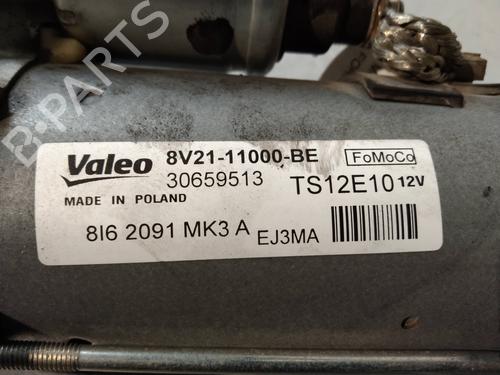 Valeo 8V21-11000-BE FoMoCo
30659513 TS12E10 12V
MADE IN POLAND
8I6 2091 MK3 A EJ3MA
B-PARTS